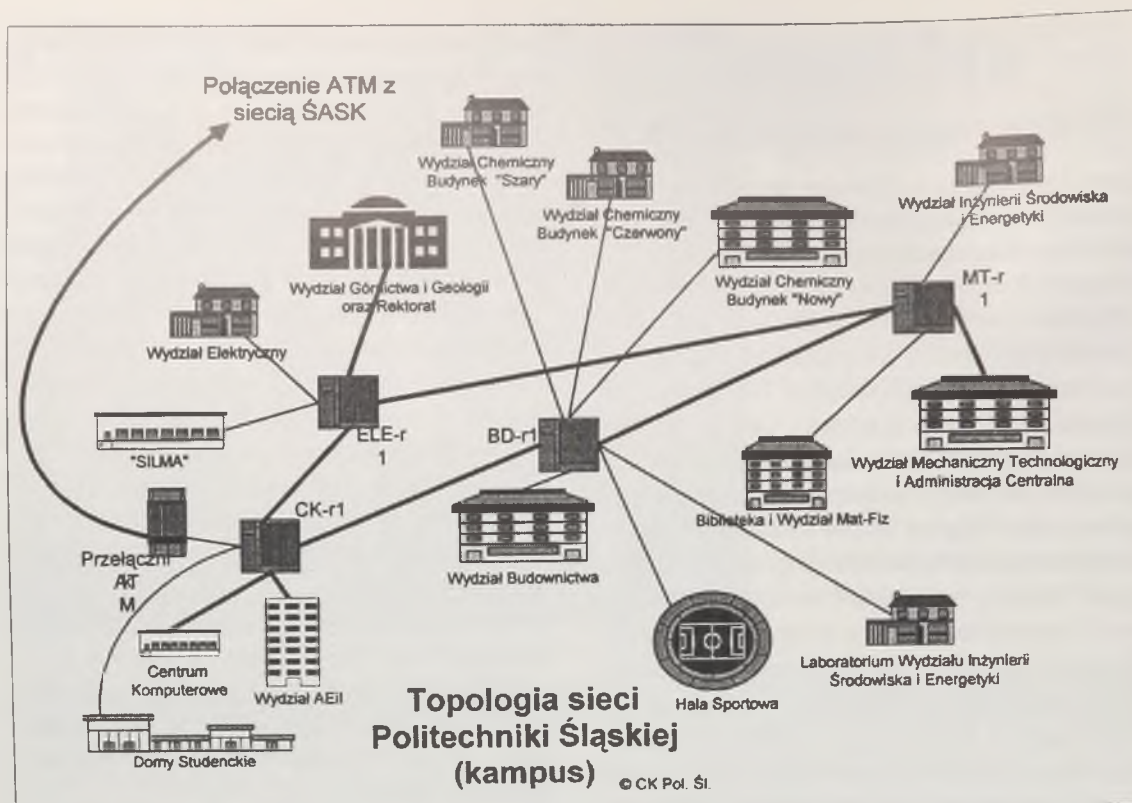 Połączenie ATM z
siecią ŚASK
Wydział Chemiczny
Budynek "Szary"
Wydział Chemiczny
Budynek "Czerwony"
Wydział Inżynierii Środowiska
i Energetyki
Wydział Górnictwa i Geologii
oraz Rektorat
Wydział Chemiczny
Budynek "Nowy"
MT-r
1
Wydział Elektryczny
"SILMA"
ELE-r
1
BD-r1
Wydział Mechaniczny Technologiczny
i Administracja Centralna
CK-r1
Biblioteka i Wydział Mat-Fiz
Przełączni
k
AT
M
Wydział Budownictwa
Centrum
Komputerowe
Wydział AEiI
Laboratorium Wydziału Inżynierii
Środowiska i Energetyki
Hala Sportowa
Domy Studenckie
Topologia sieci
Politechniki Śląskiej
(kampus)
© CK Pol. Śl.